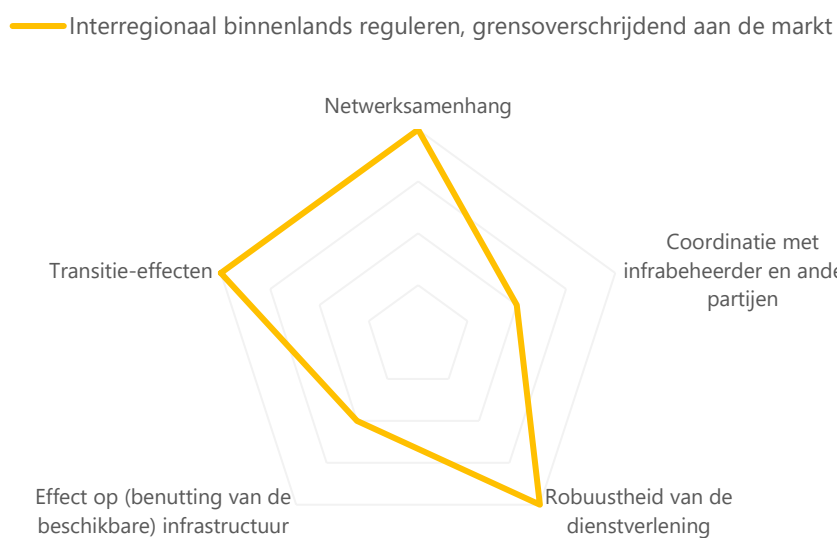 Interregionaal binnenlands reguleren, grensoverschrijdend aan de markt
Netwerksamenhang
Coordinatie met
infrabeheerder en ande
partijen
Transitie-effecten
Effect op (benutting van de
beschikbare) infrastructuur
Robuustheid van de
dienstverlening